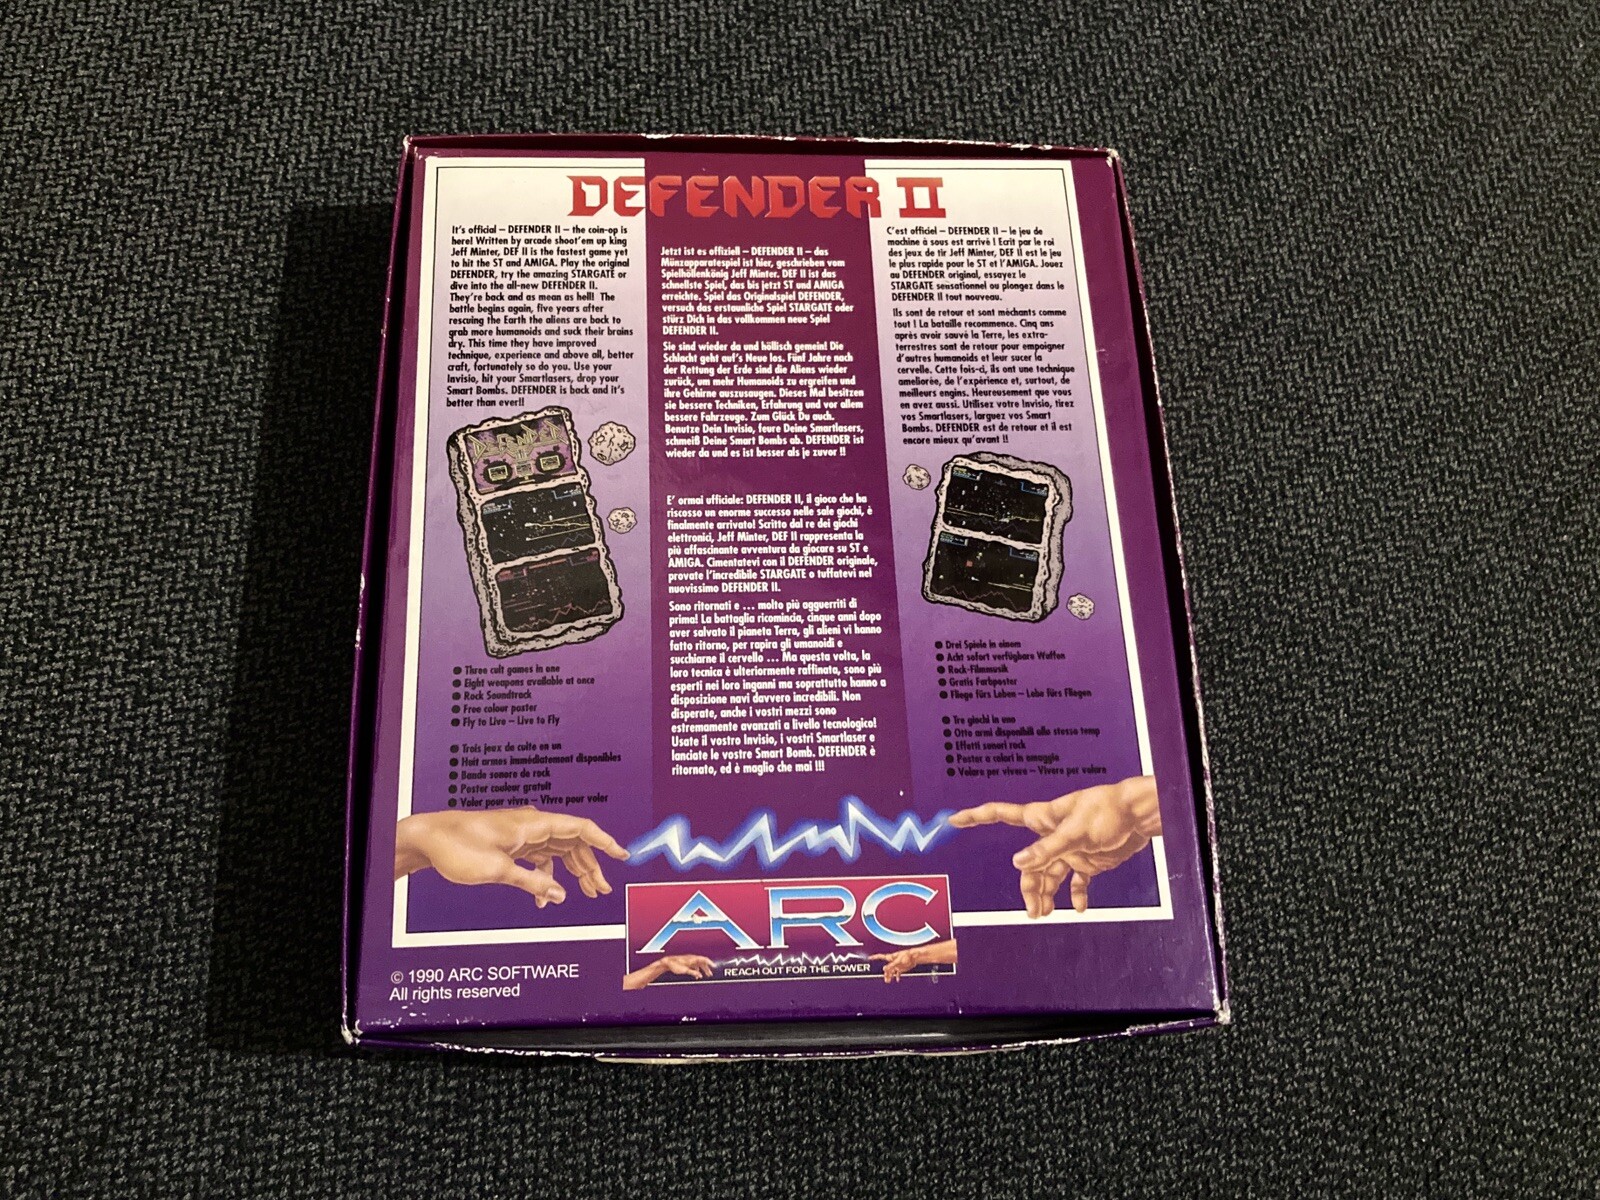 DEFENDER II
It's official – DEFENDER II – the coin-op is
here! Written by arcade shoot'em up king
Jeff Minter, DEF II is the fastest game yet
to hit the ST and AMIGA. Play the original
DEFENDER, try the amazing STARGATE or
dive into the all-new DEFENDER II.
They're back and as mean as hell! The
battle begins again, five years after
rescuing the Earth the aliens are back to
grab more humanoids and suck their brains
dry. This time they have improved
technique, experience and above all, better
craft, fortunately so do you. Use your
Invisio, hit your Smartlasers, drop your
Smart Bombs. DEFENDER is back and it's
better than ever!!
DEFENDER
II
● Three cult games in one
● Eight weapons available at once
● Rock Soundtrack
● Free colour poster
● Fly to Live – Live to Fly
● Trois jeux de culte en un
● Huit armes immédiatement disponibles
● Bande sonore de rock
● Poster couleur gratuit
● Voler pour vivre – Vivre pour voler
Jetzt ist es offiziell – DEFENDER II – das
Münzapparatespiel ist hier, geschrieben vom
Spielhöllenkönig Jeff Minter. DEF II ist das
schnellste Spiel, das bis jetzt ST und AMIGA
erreichte. Spiel das Originalspiel DEFENDER,
versuch das erstaunliche Spiel STARGATE oder
stürz Dich in das vollkommen neue Spiel
DEFENDER II.
Sie sind wieder da und höllisch gemein! Die
Schlacht geht auf's Neue los. Fünf Jahre nach
der Rettung der Erde sind die Aliens wieder
zurück, um mehr Humanoids zu ergreifen und
ihre Gehirne auszusaugen. Dieses Mal besitzen
sie bessere Techniken, Erfahrung und vor allem
bessere Fahrzeuge. Zum Glück Du auch.
Benutze Dein Invisio, feure Deine Smartlasers,
schmeiß Deine Smart Bombs ab. DEFENDER ist
wieder da und es ist besser als je zuvor !!
E' ormai ufficiale: DEFENDER II, il gioco che ha
riscosso un enorme successo nelle sale giochi, è
finalmente arrivato! Scritto dal re dei giochi
elettronici, Jeff Minter, DEF II rappresenta la
più affascinante avventura da giocare su ST e
AMIGA. Cimentatevi con il DEFENDER originale,
provate l'incredibile STARGATE o tuffatevi nel
nuovissimo DEFENDER II.
Sono ritornati e ... molto più agguerriti di
prima! La battaglia ricomincia, cinque anni dopo
aver salvato il pianeta Terra, gli alieni vi hanno
fatto ritorno, per rapira gli umanoidi e
succhiarne il cervello ... Ma questa volta, la
loro tecnica è ulteriormente raffinata, sono più
esperti nei loro inganni ma soprattutto hanno a
disposizione navi davvero incredibili. Non
disperate, anche i vostri mezzi sono
estremamente avanzati a livello tecnologico!
Usate il vostro Invisio, i vostri Smartlaser e
lanciate le vostre Smart Bomb. DEFENDER è
ritornato, ed è maglio che mai !!!
C'est officiel – DEFENDER II – le jeu de
machine à sous est arrivé ! Ecrit par le roi
des jeux de tir Jeff Minter, DEF II est le jeu
le plus rapide pour le ST et l'AMIGA. Jouez
au DEFENDER original, essayez le
STARGATE sensationnel ou plongez dans le
DEFENDER II tout nouveau.
Ils sont de retour et sont méchants comme
tout ! La bataille recommence. Cinq ans
après avoir sauvé la Terre, les extra-
terrestres sont de retour pour empoigner
d'autres humanoids et leur sucer la
cervelle. Cette fois-ci, ils ont une technique
ameliorée, de l'expérience et, surtout, de
meilleurs engins. Heureusement que vous
en avez aussi. Utilisez votre Invisio, tirez
vos Smartlasers, larguez vos Smart
Bombs. DEFENDER est de retour et il est
encore mieux qu'avant !!
● Drei Spiele in einem
● Acht sofort verfügbare Waffen
● Rock-Filmmusik
● Gratis Farbposter
● Fliege fürs Leben – Lebe fürs Fliegen
● Tre giochi in uno
● Otto armi disponibili allo stesso temp
● Effetti sonori rock
● Poster a colori in omaggio
● Volare per vivere – Vivere per volare
ARC
REACH OUT FOR THE POWER
© 1990 ARC SOFTWARE
All rights reserved